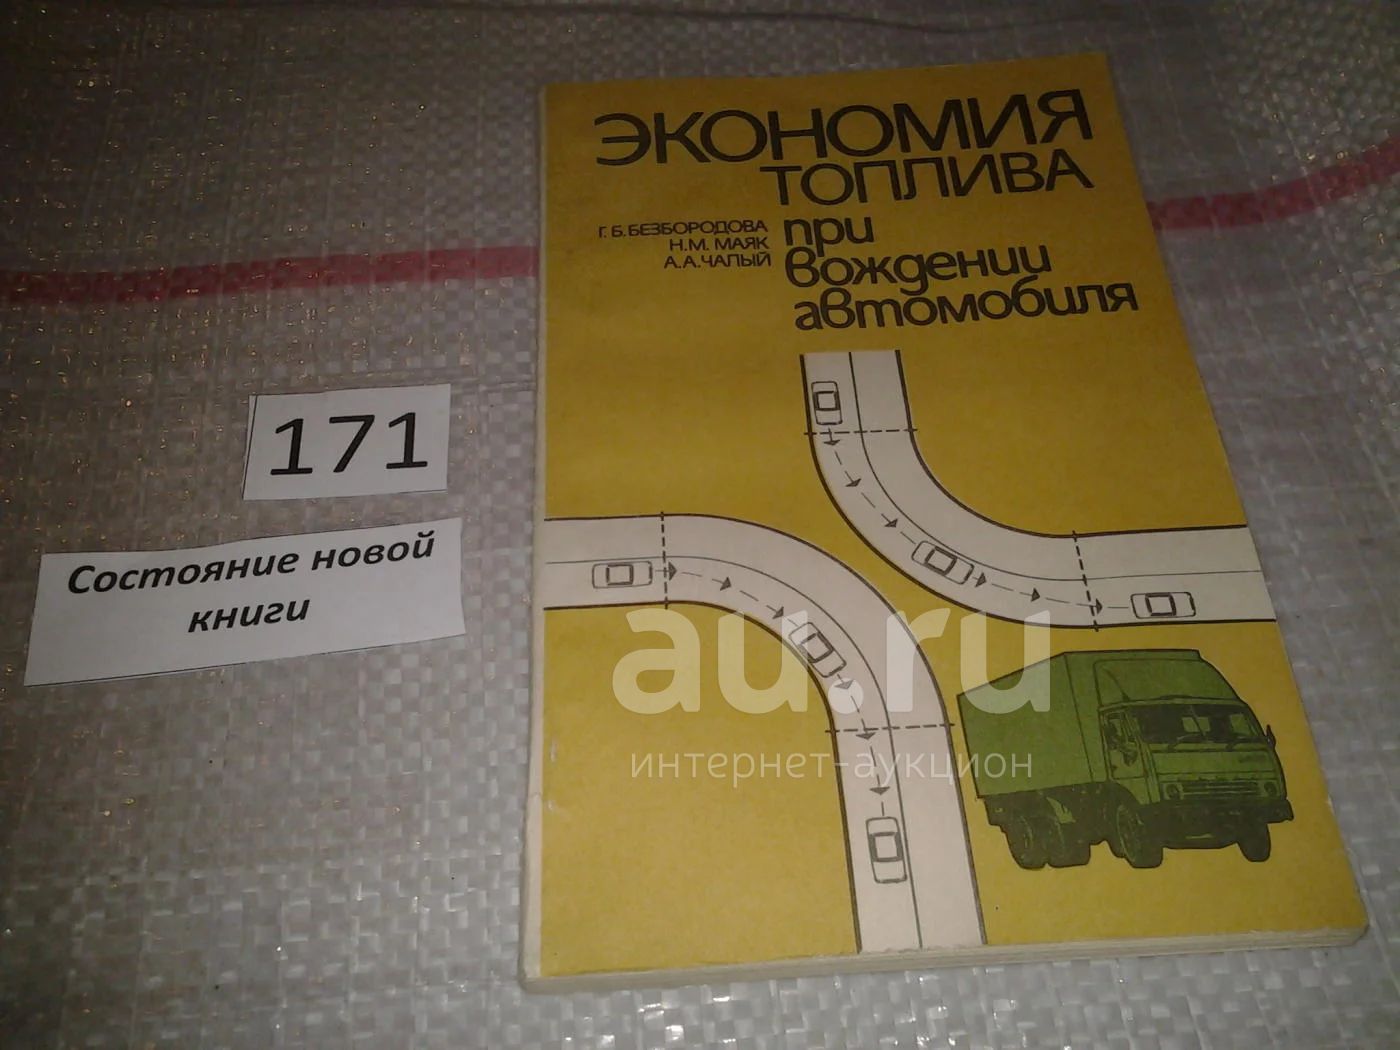 ЭКОНОМИЯ
ТОПЛИВА
при
вождении
автомобиля
Г. Б. БЕЗБОРОДОВА
Н. М. МАЯК
А. А. ЧАЛЫЙ
171
Состояние новой
книги
au.ru
интернет-аукцион